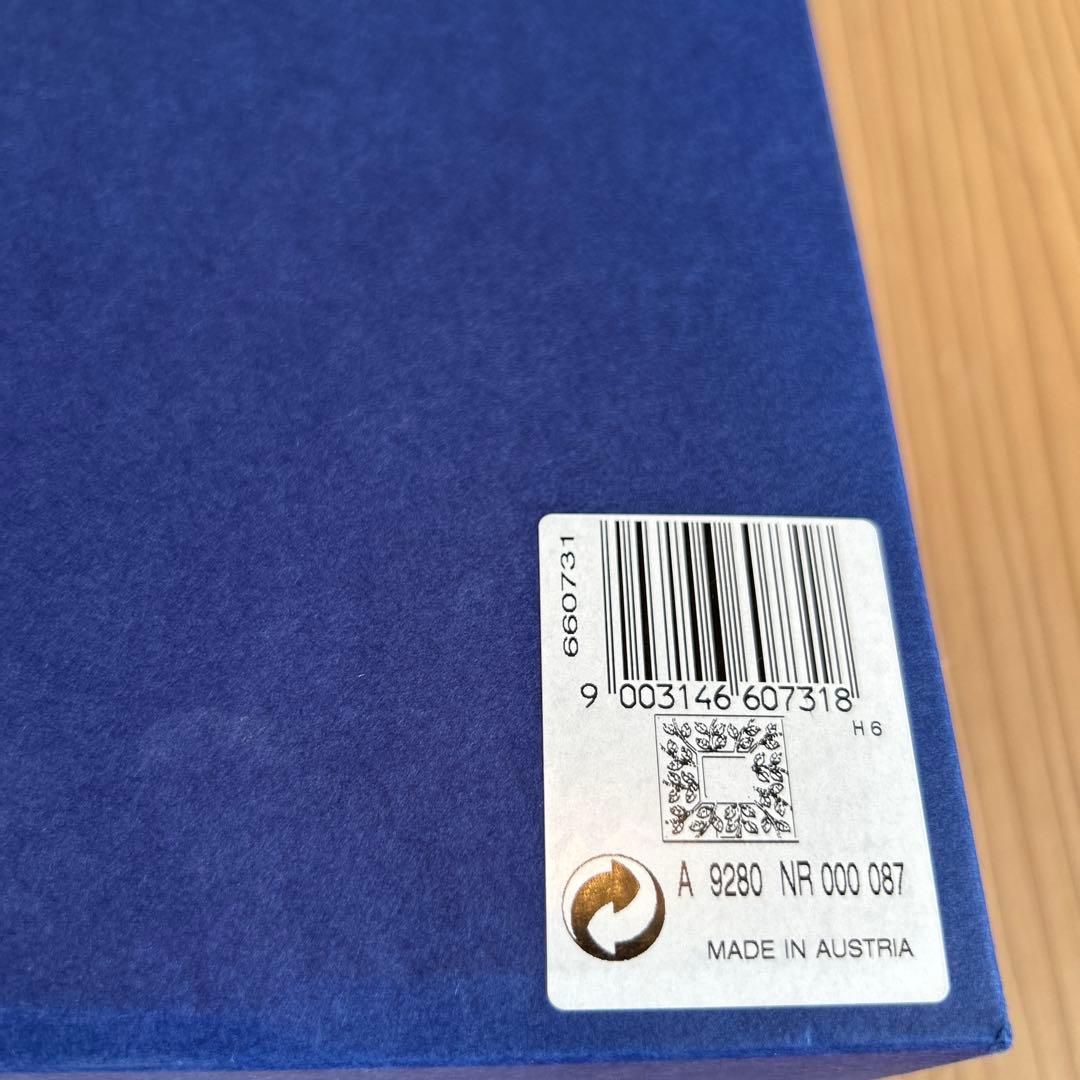 660731
9 003146 607318
H 6
A 9280 NR 000 087
MADE IN AUSTRIA